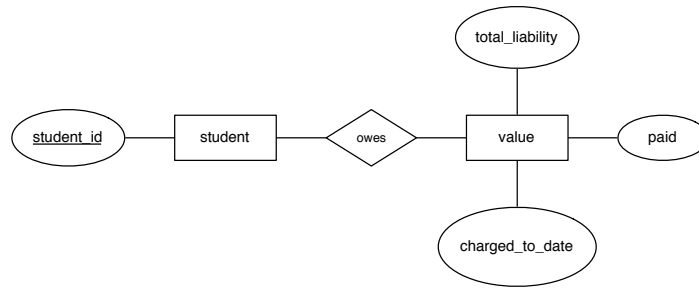 total_liability
student_id
student
owes
value
paid
charged_to_date